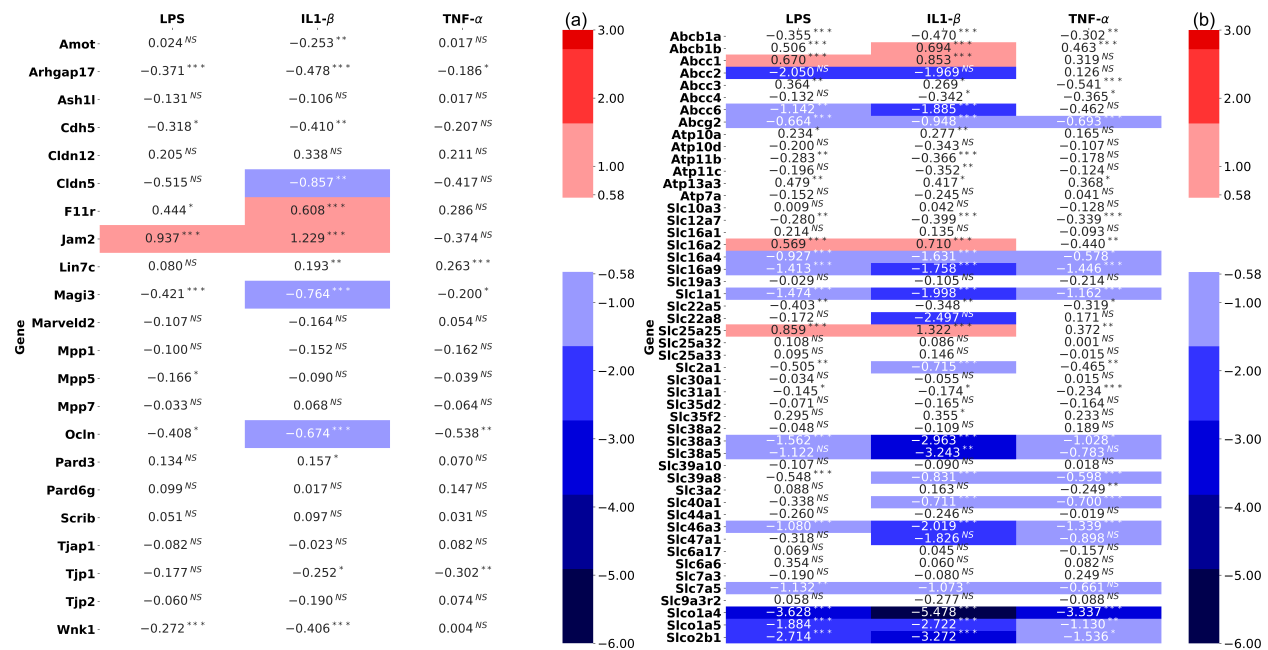 LPS IL1-β TNF-α (a)
Amot 0.024 NS −0.253 ** 0.017 NS
Arhgap17 −0.371 *** −0.478 *** −0.186 *
Ash1l −0.131 NS −0.106 NS 0.017 NS
Cdh5 −0.318 * −0.410 ** −0.207 NS
Cldn12 0.205 NS 0.338 NS 0.211 NS
Cldn5 −0.515 NS −0.857 ** −0.417 NS
F11r 0.444 * 0.608 *** 0.286 NS
Jam2 0.937 *** 1.229 *** −0.374 NS
Lin7c 0.080 NS 0.193 ** 0.263 ***
Magi3 −0.421 *** −0.764 *** −0.200 *
Marveld2 −0.107 NS −0.164 NS 0.054 NS
Mpp1 −0.100 NS −0.152 NS −0.162 NS
Mpp5 −0.166 * −0.090 NS −0.039 NS
Mpp7 −0.033 NS 0.068 NS −0.064 NS
Ocln −0.408 * −0.674 *** −0.538 **
Pard3 0.134 NS 0.157 * 0.070 NS
Pard6g 0.099 NS 0.017 NS 0.147 NS
Scrib 0.051 NS 0.097 NS 0.031 NS
Tjap1 −0.082 NS −0.023 NS 0.082 NS
Tjp1 −0.177 NS −0.252 * −0.302 **
Tjp2 −0.060 NS −0.190 NS 0.074 NS
Wnk1 −0.272 *** −0.406 *** 0.004 NS
Gene
3.00
2.00
1.00
0.58
−0.58
−1.00
−2.00
−3.00
−4.00
−5.00
−6.00
LPS IL1-β TNF-α (b)
Abcb1a −0.355 *** −0.470 *** −0.302 **
Abcb1b 0.506 *** 0.694 *** 0.463 ***
Abcc1 0.670 *** 0.853 *** 0.319 NS
Abcc2 −2.050 NS −1.969 NS 0.126 NS
Abcc3 0.364 ** 0.269 * −0.541 ***
Abcc4 −0.132 NS −0.342 * −0.365 *
Abcc6 −1.142 ** −1.885 *** −0.462 NS
Abcg2 −0.664 *** −0.948 *** −0.693 ***
Atp10a 0.234 * 0.277 ** 0.165 NS
Atp10d −0.200 NS −0.343 NS −0.107 NS
Atp11b −0.283 ** −0.366 *** −0.178 NS
Atp11c −0.196 NS −0.352 ** −0.124 NS
Atp13a3 0.479 ** 0.417 * 0.368 *
Atp7a −0.152 NS −0.245 NS 0.041 NS
Slc10a3 0.009 NS 0.042 NS −0.128 NS
Slc12a7 −0.280 ** −0.399 *** −0.339 ***
Slc16a1 0.214 NS 0.135 NS −0.093 NS
Slc16a2 0.569 *** 0.710 *** −0.440 **
Slc16a4 −0.927 *** −1.631 *** −0.578 **
Slc16a9 −1.413 *** −1.758 *** −1.446 ***
Slc19a3 −0.029 NS −0.105 NS −0.214 NS
Slc1a1 −1.474 *** −1.998 *** −1.162 ***
Slc22a5 −0.403 ** −0.348 ** −0.319 *
Slc22a8 −0.172 NS −2.497 NS 0.171 NS
Slc25a25 0.859 *** 1.322 *** 0.372 **
Slc25a32 0.108 NS 0.086 NS 0.001 NS
Slc25a33 0.095 NS 0.146 NS −0.015 NS
Slc2a1 −0.505 ** −0.715 *** −0.465 **
Slc30a1 −0.034 NS −0.055 NS 0.015 NS
Slc31a1 −0.145 * −0.174 * −0.234 ***
Slc35d2 −0.071 NS −0.165 NS −0.164 NS
Slc35f2 0.295 NS 0.355 * 0.233 NS
Slc38a2 −0.048 NS −0.109 NS 0.189 NS
Slc38a3 −1.562 *** −2.963 *** −1.028 *
Slc38a5 −1.122 NS −3.243 ** −0.783 NS
Slc39a10 −0.107 NS −0.090 NS 0.018 NS
Slc39a8 −0.548 *** −0.831 *** −0.598 ***
Slc3a2 0.088 NS 0.163 NS −0.249 **
Slc40a1 −0.338 NS −0.711 *** −0.700 ***
Slc44a1 −0.260 NS −0.246 NS −0.019 NS
Slc46a3 −1.080 *** −2.019 *** −1.339 ***
Slc47a1 −0.318 NS −1.826 NS −0.898 NS
Slc6a17 0.069 NS 0.045 NS −0.157 NS
Slc6a6 0.354 NS 0.060 NS 0.082 NS
Slc7a3 −0.190 NS −0.080 NS 0.249 NS
Slc7a5 −1.132 *** −1.073 *** −0.661 NS
Slc9a3r2 0.058 NS −0.277 NS −0.088 NS
Slco1a4 −3.628 *** −5.478 *** −3.337 ***
Slco1a5 −1.884 *** −2.722 *** −1.130 **
Slco2b1 −2.714 *** −3.272 *** −1.536 *
Gene
3.00
2.00
1.00
0.58
−0.58
−1.00
−2.00
−3.00
−4.00
−5.00
−6.00